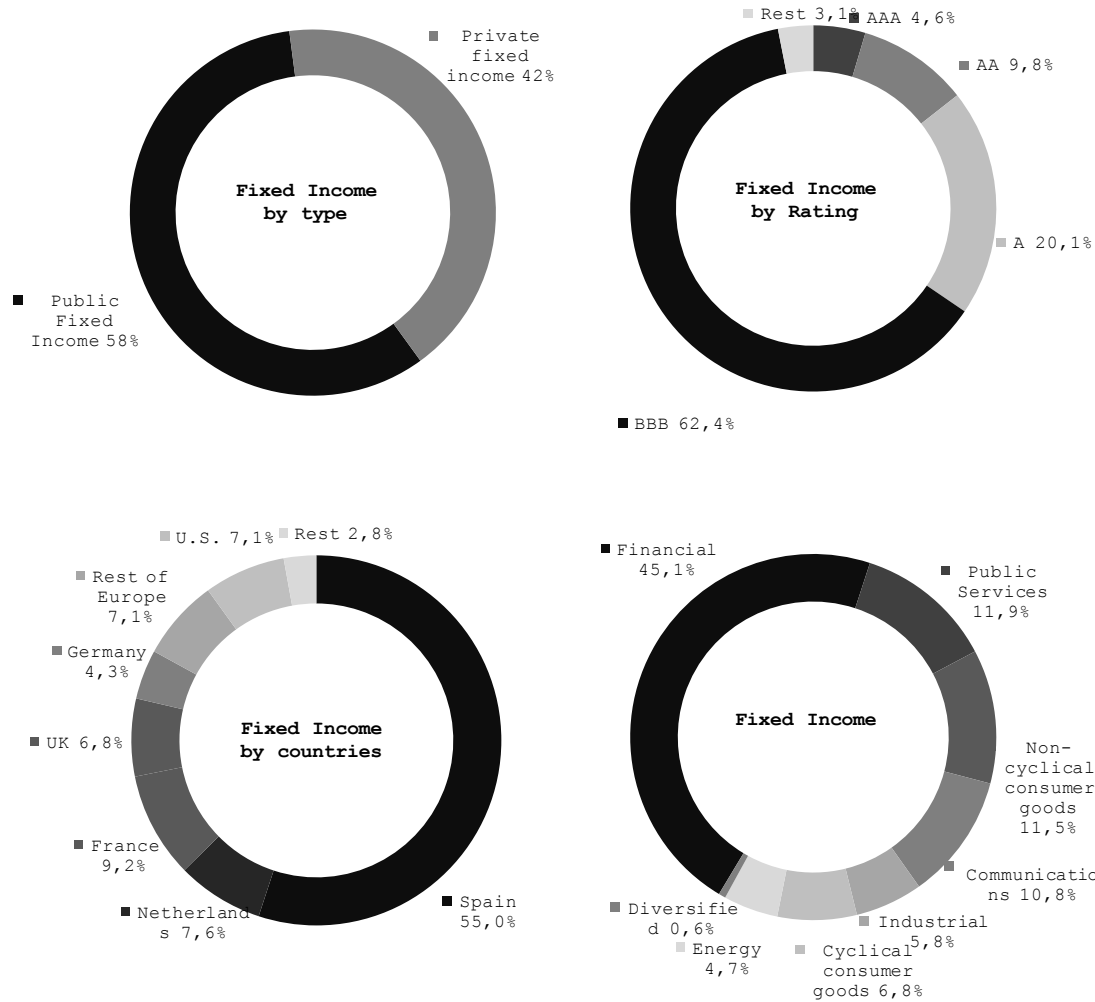 Private
fixed
income 42%
Fixed Income
by type
Public
Fixed
Income 58%
Rest 3,1%
AAA 4,6%
AA 9,8%
Fixed Income
by Rating
A 20,1%
BBB 62,4%
U.S. 7,1%
Rest 2,8%
Rest of
Europe
7,1%
Germany
4,3%
UK 6,8%
Fixed Income
by countries
France
9,2%
Netherland
s 7,6%
Spain
55,0%
Financial
45,1%
Public
Services
11,9%
Fixed Income
Non-
cyclical
consumer
goods
11,5%
Communicatio
ns 10,8%
Industrial
5,8%
Cyclical
consumer
goods 6,8%
Energy
4,7%
Diversifie
d 0,6%